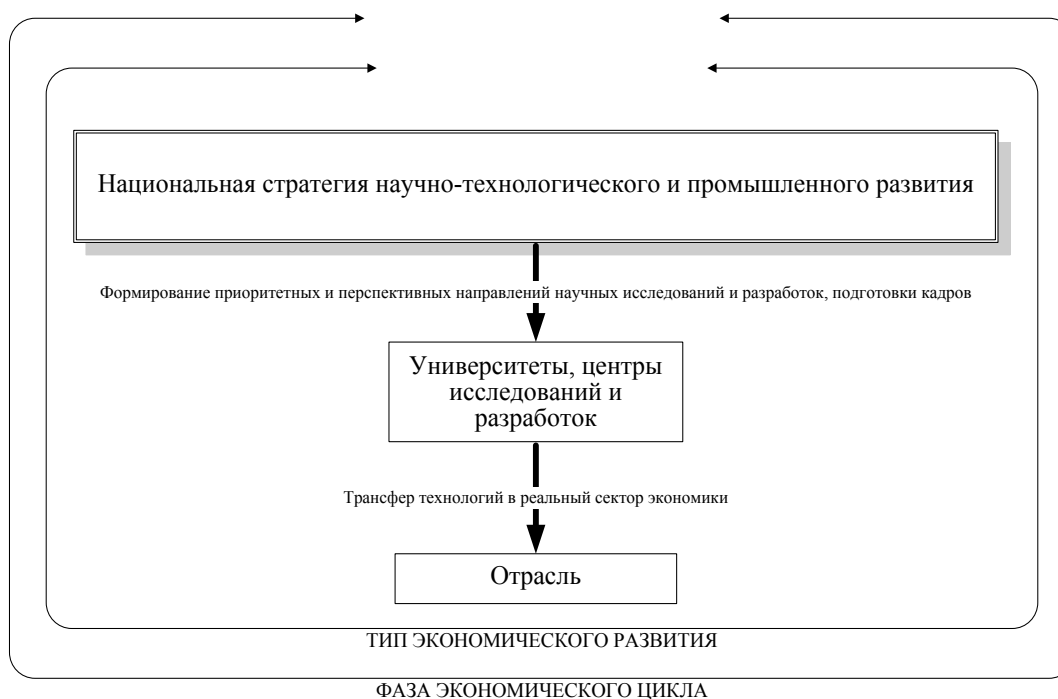 Национальная стратегия научно-технологического и промышленного развития
Формирование приоритетных и перспективных направлений научных исследований и разработок, подготовки кадров
Университеты, центры
исследований и
разработок
Трансфер технологий в реальный сектор экономики
Отрасль
ТИП ЭКОНОМИЧЕСКОГО РАЗВИТИЯ
ФАЗА ЭКОНОМИЧЕСКОГО ЦИКЛА